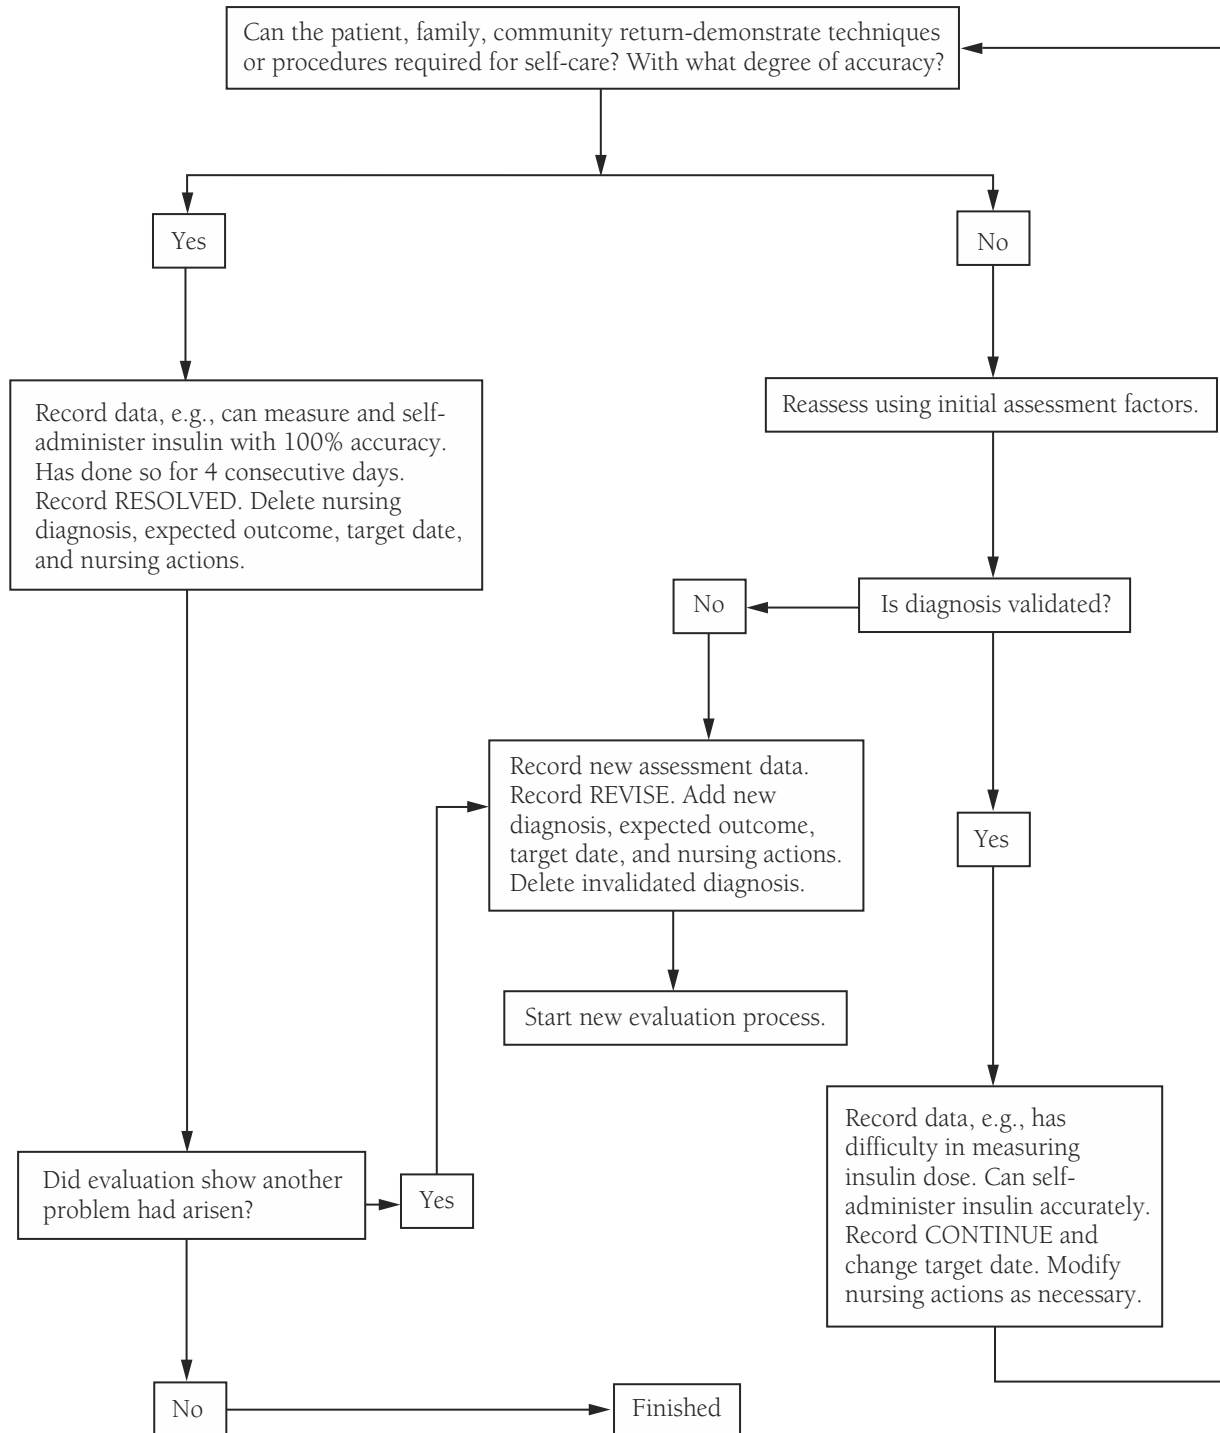 Can the patient, family, community return-demonstrate techniques
or procedures required for self-care? With what degree of accuracy?
Yes
No
Record data, e.g., can measure and self-
administer insulin with 100% accuracy.
Has done so for 4 consecutive days.
Record RESOLVED. Delete nursing
diagnosis, expected outcome, target date,
and nursing actions.
Reassess using initial assessment factors.
Is diagnosis validated?
No
Record new assessment data.
Record REVISE. Add new
diagnosis, expected outcome,
target date, and nursing actions.
Delete invalidated diagnosis.
Yes
Start new evaluation process.
Record data, e.g., has
difficulty in measuring
insulin dose. Can self-
administer insulin accurately.
Record CONTINUE and
change target date. Modify
nursing actions as necessary.
Did evaluation show another
problem had arisen?
Yes
No
Finished